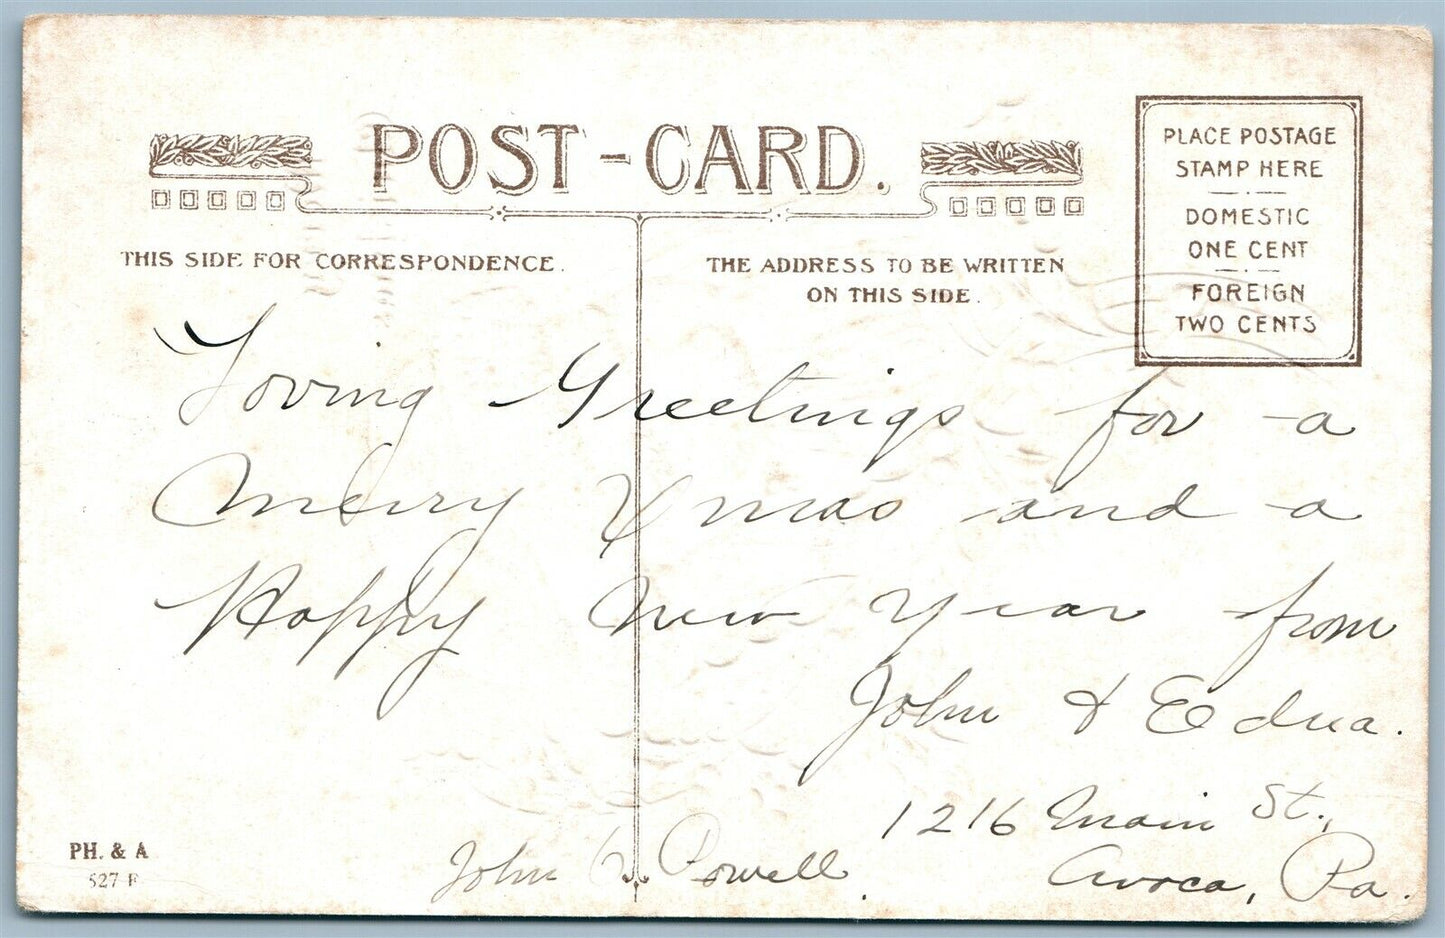 POST-CARD.
PLACE POSTAGE
STAMP HERE
DOMESTIC
ONE CENT
FOREIGN
TWO CENTS
THIS SIDE FOR CORRESPONDENCE.
THE ADDRESS TO BE WRITTEN
ON THIS SIDE.
Loving Greetings for a
Merry Xmas and a
Happy New Year from
John & Edna.
1216 Main St.,
Avoca, Pa.
John Powell.
PH. & A
527 F